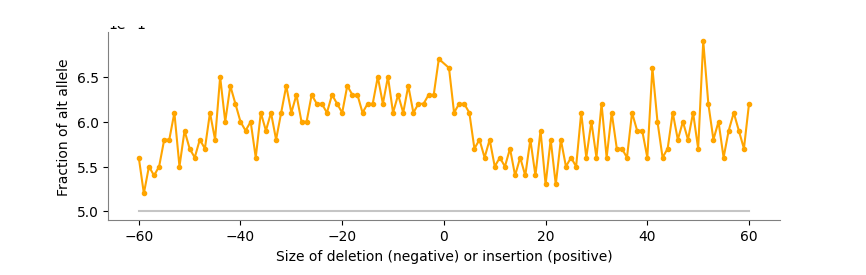 6.5
6.0
5.5
5.0
Fraction of alt allele
−60 −40 −20 0 20 40 60
Size of deletion (negative) or insertion (positive)